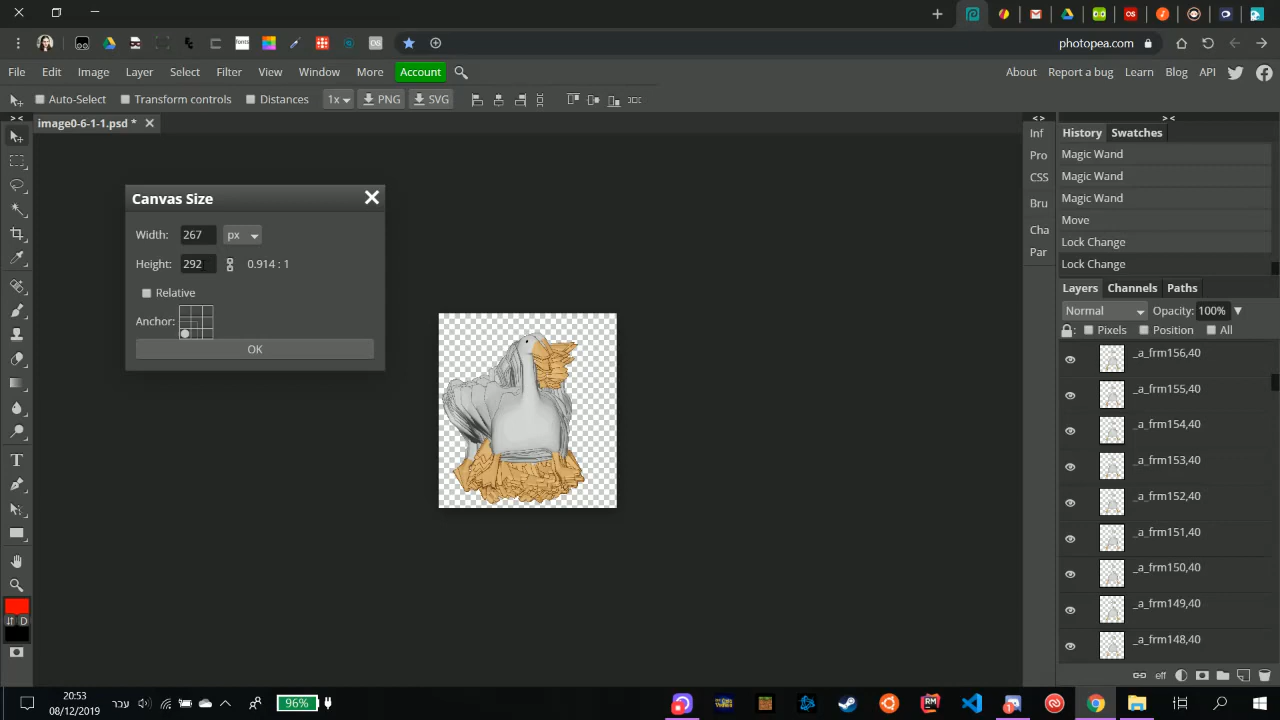 fonts
OS
photopea.com
OS
File Edit Image Layer Select Filter View Window More Account
About Report a bug Learn Blog API
Auto-Select Transform controls Distances 1x PNG SVG
image0-6-1-1.psd *
Canvas Size
Width: 267 px
Height: 292 0.914 : 1
Relative
Anchor:
OK
Inf
Pro
CSS
Bru
Cha
Par
History Swatches
Magic Wand
Magic Wand
Magic Wand
Move
Lock Change
Lock Change
Layers Channels Paths
Normal Opacity: 100%
Pixels Position All
_a_frm156,40
_a_frm155,40
_a_frm154,40
_a_frm153,40
_a_frm152,40
_a_frm151,40
_a_frm150,40
_a_frm149,40
_a_frm148,40
eff
D
20:53
08/12/2019
עבר
96%
RM